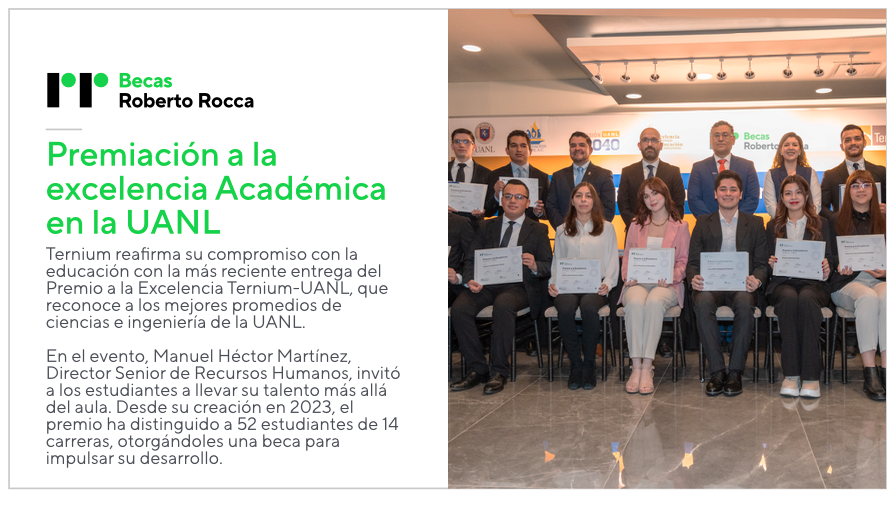 Becas
Roberto Rocca
Premiación a la
excelencia Académica
en la UANL
Ternium reafirma su compromiso con la
educación con la más reciente entrega del
Premio a la Excelencia Ternium-UANL, que
reconoce a los mejores promedios de
ciencias e ingeniería de la UANL.
En el evento, Manuel Héctor Martínez,
Director Senior de Recursos Humanos, invitó
a los estudiantes a llevar su talento más allá
del aula. Desde su creación en 2023, el
premio ha distinguido a 52 estudiantes de 14
carreras, otorgándoles una beca para
impulsar su desarrollo.
UANL
UANL
2040
Becas
Roberto
Ter